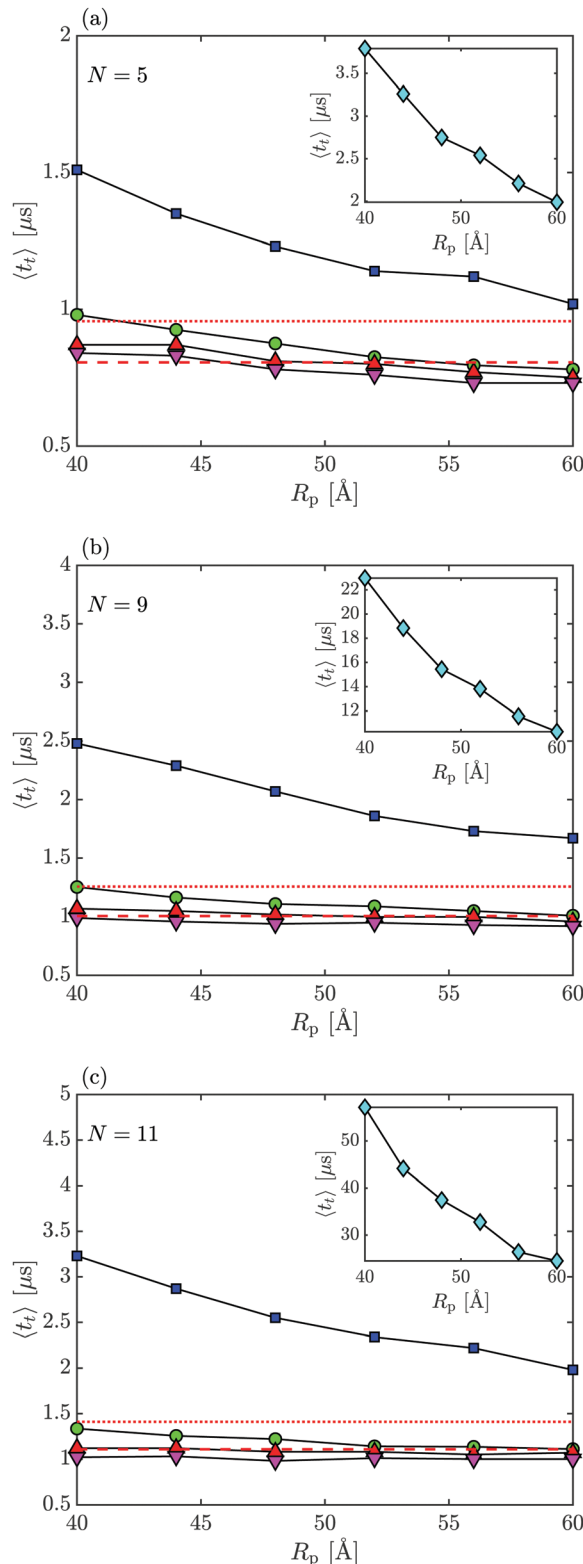 (a)
N = 5
⟨t_t⟩ [μs]
2
1.5
1
0.5
40 45 50 55 60
R_p [Å]
⟨t_t⟩ [μs]
3.5
3
2.5
2
40 50 60
R_p [Å]
(b)
N = 9
⟨t_t⟩ [μs]
4
3.5
3
2.5
2
1.5
1
0.5
40 45 50 55 60
R_p [Å]
⟨t_t⟩ [μs]
22
20
18
16
14
12
40 50 60
R_p [Å]
(c)
N = 11
⟨t_t⟩ [μs]
5
4.5
4
3.5
3
2.5
2
1.5
1
0.5
40 45 50 55 60
R_p [Å]
⟨t_t⟩ [μs]
50
40
30
40 50 60
R_p [Å]